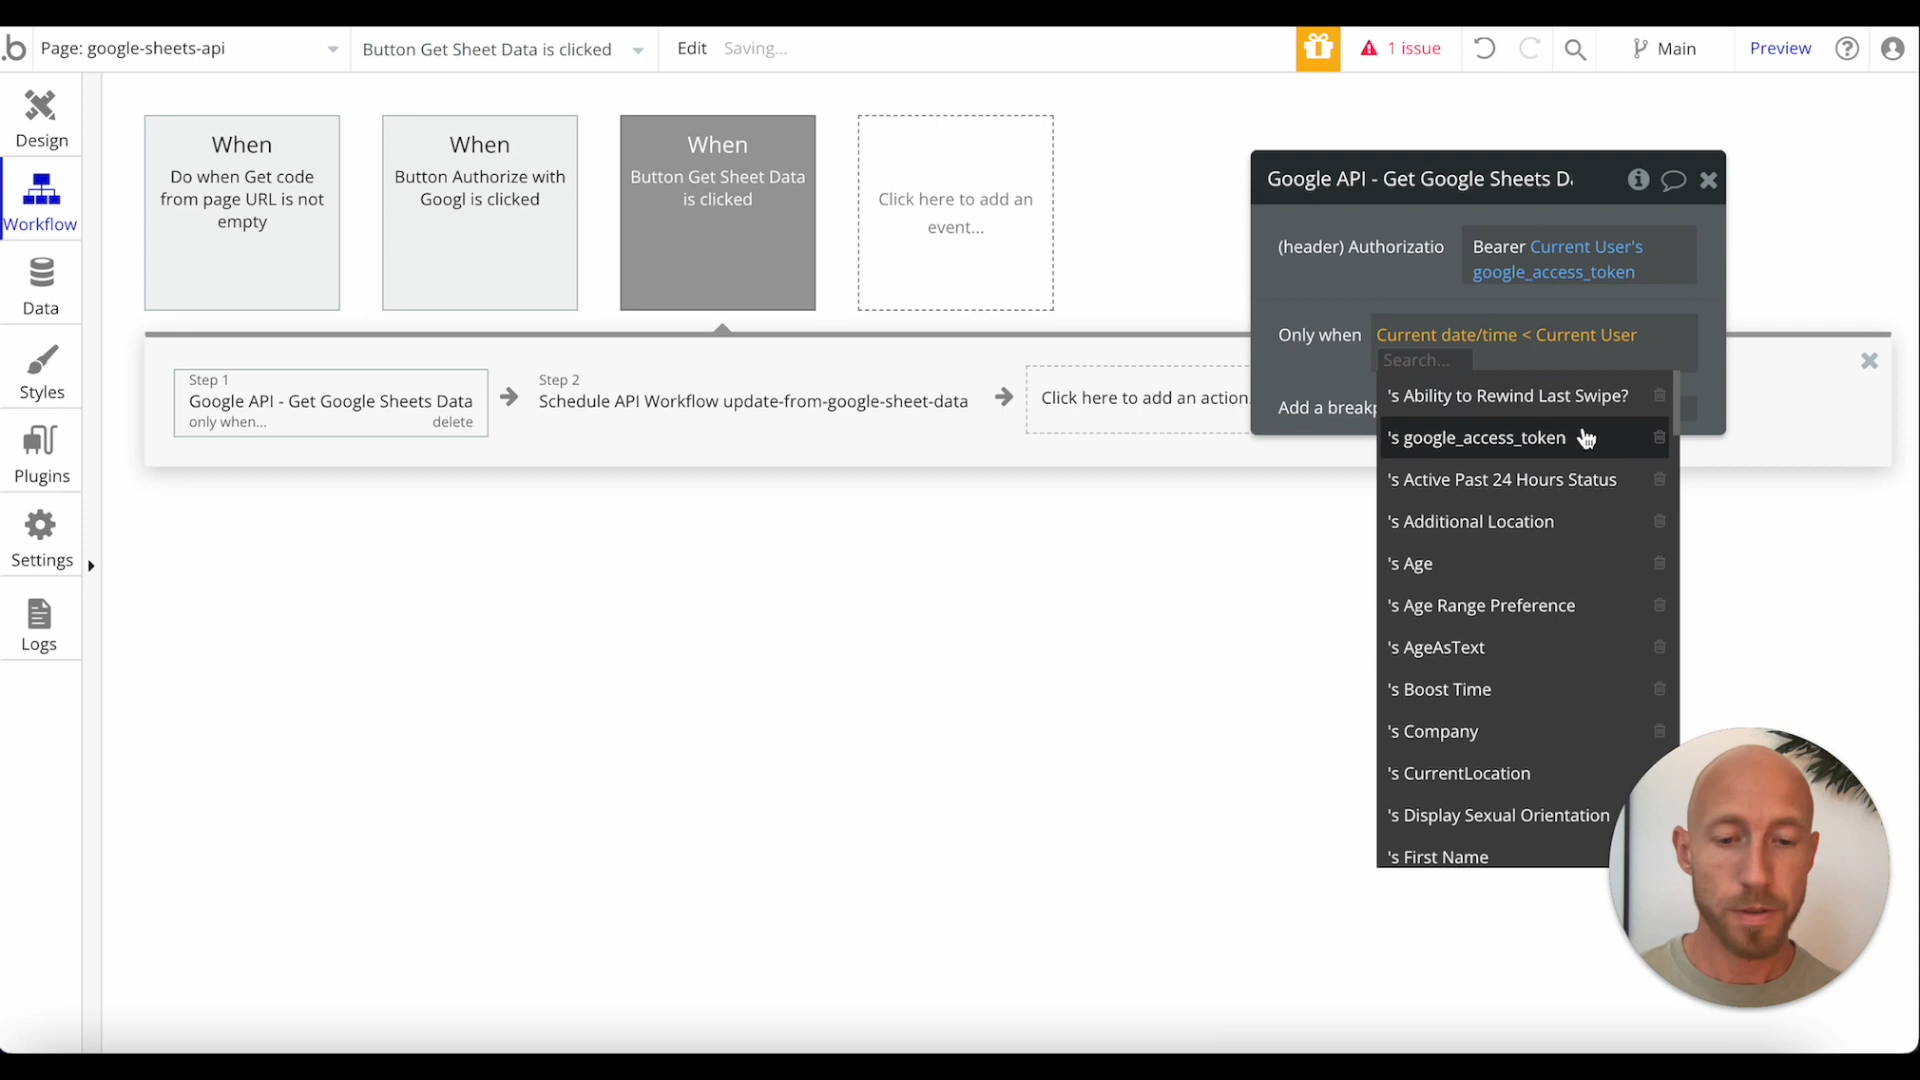 .b
Page: google-sheets-api
Button Get Sheet Data is clicked
Edit
Saving...
1 issue
Main
Preview
?
Design
Workflow
Data
Styles
Plugins
Settings
Logs
When
Do when Get code
from page URL is not
empty
When
Button Authorize with
Googl is clicked
When
Button Get Sheet Data
is clicked
Click here to add an
event...
Step 1
Google API - Get Google Sheets Data
only when...
delete
Step 2
Schedule API Workflow update-from-google-sheet-data
Click here to add an action.
Google API - Get Google Sheets D
(header) Authorizatio
Bearer Current User's
google_access_token
Only when
Current date/time < Current User
Search...
Add a breakp
's Ability to Rewind Last Swipe?
's google_access_token
's Active Past 24 Hours Status
's Additional Location
's Age
's Age Range Preference
's AgeAsText
's Boost Time
's Company
's CurrentLocation
's Display Sexual Orientation
's First Name